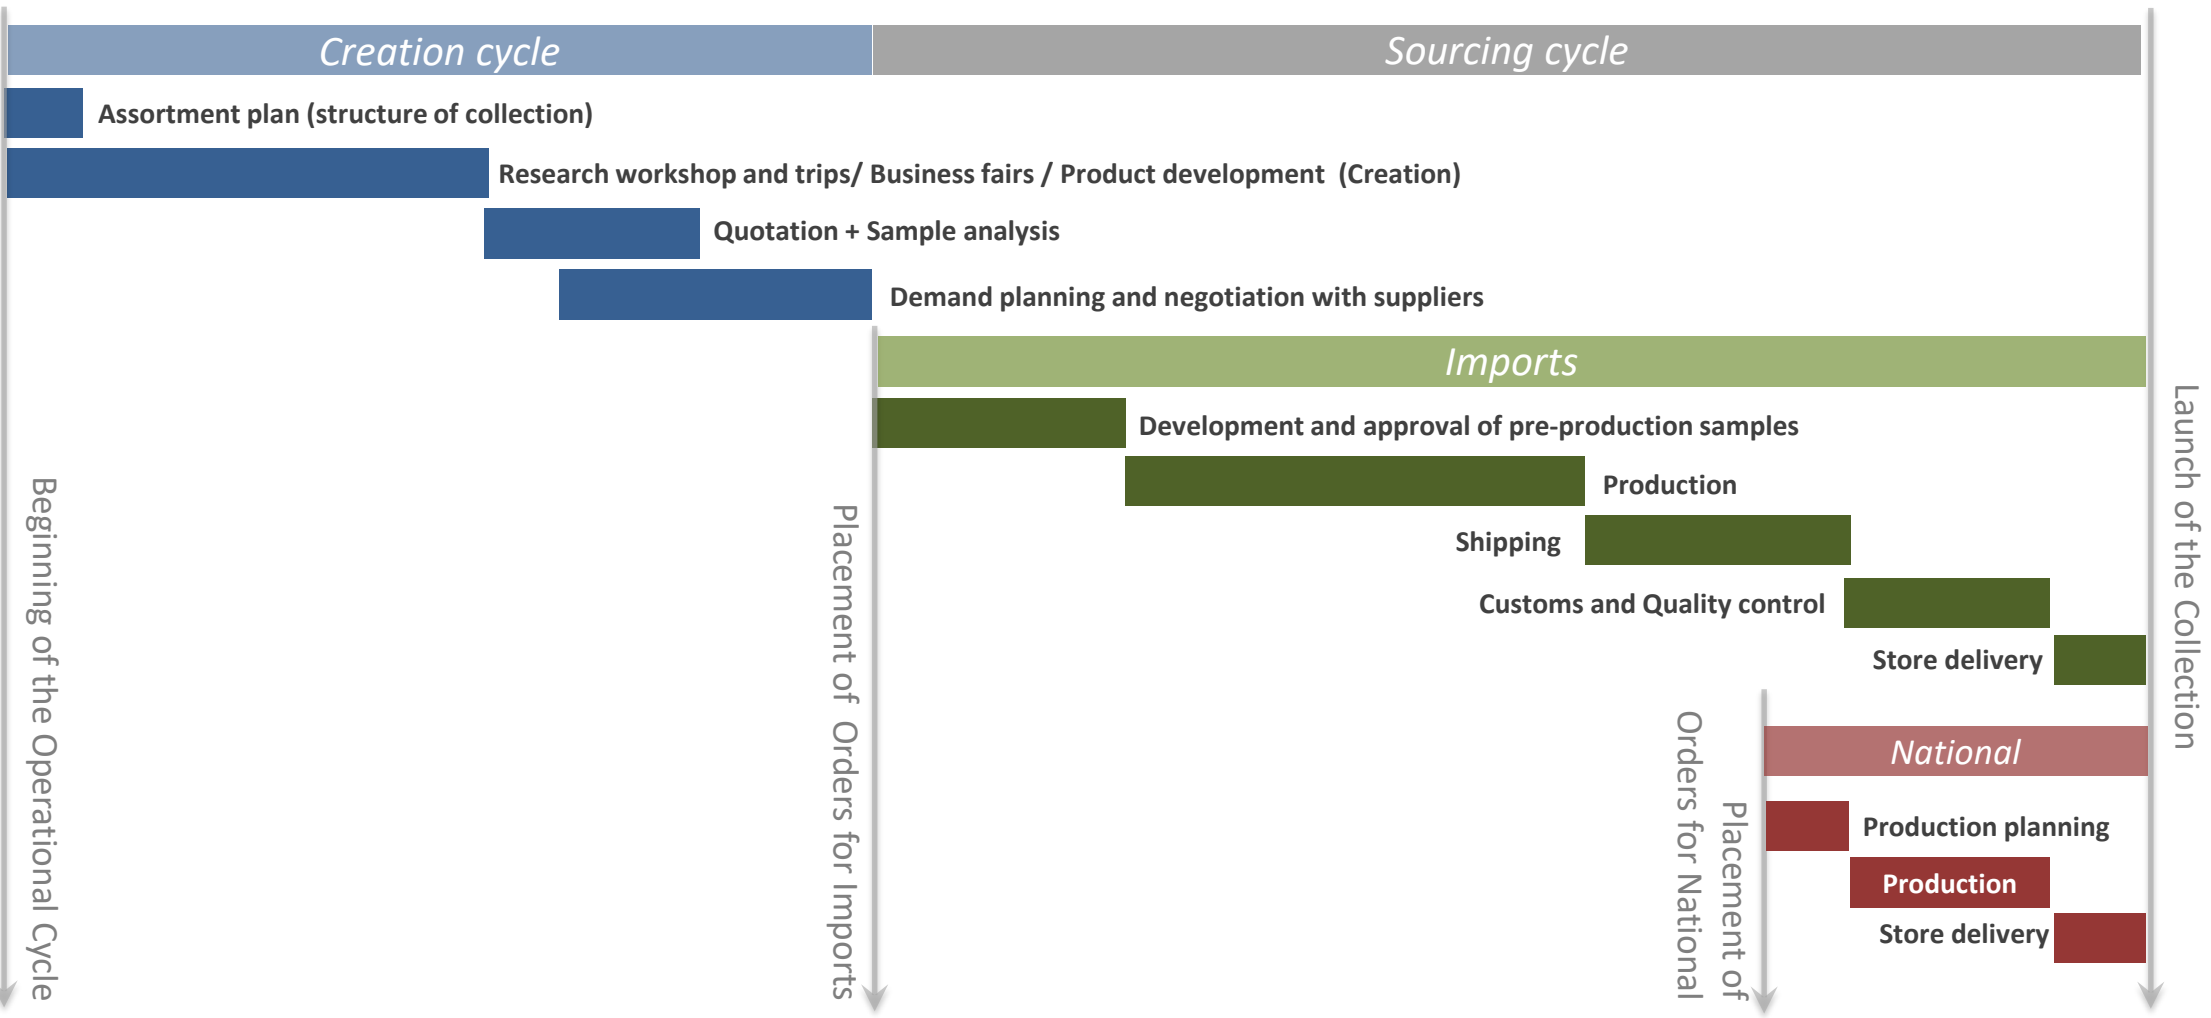 Creation cycle
Sourcing cycle
Assortment plan (structure of collection)
Research workshop and trips/ Business fairs / Product development  (Creation)
Quotation + Sample analysis
Demand planning and negotiation with suppliers
Imports
Development and approval of pre-production samples
Production
Shipping
Customs and Quality control
Store delivery
National
Production planning
Production
Store delivery
Beginning of the Operational Cycle
Placement of  Orders for Imports
Placement of
Orders for National
Launch of the Collection